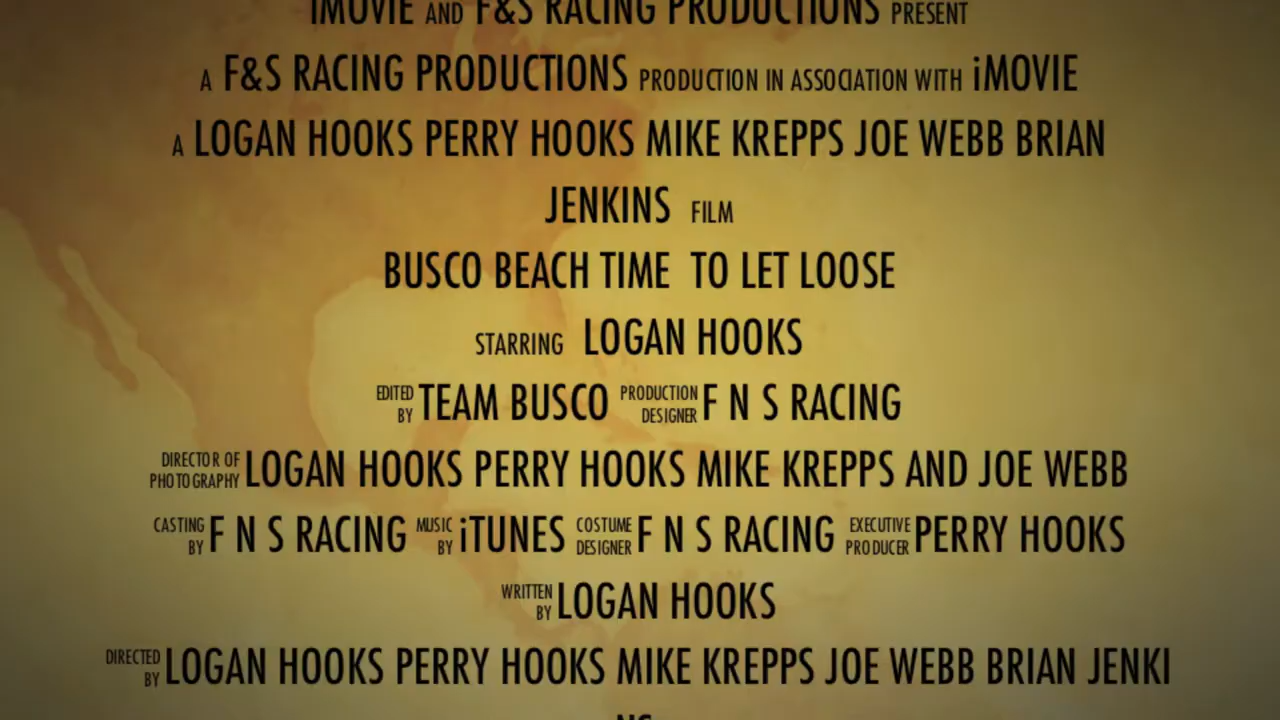 iMOVIE AND F&S RACING PRODUCTIONS PRESENT
A F&S RACING PRODUCTIONS PRODUCTION IN ASSOCIATION WITH iMOVIE
A LOGAN HOOKS PERRY HOOKS MIKE KREPPS JOE WEBB BRIAN
JENKINS FILM
BUSCO BEACH TIME TO LET LOOSE
STARRING LOGAN HOOKS
EDITED BY TEAM BUSCO PRODUCTION DESIGNER F N S RACING
DIRECTOR OF PHOTOGRAPHY LOGAN HOOKS PERRY HOOKS MIKE KREPPS AND JOE WEBB
CASTING BY F N S RACING MUSIC BY iTUNES COSTUME DESIGNER F N S RACING EXECUTIVE PRODUCER PERRY HOOKS
WRITTEN BY LOGAN HOOKS
DIRECTED BY LOGAN HOOKS PERRY HOOKS MIKE KREPPS JOE WEBB BRIAN JENKI
NS